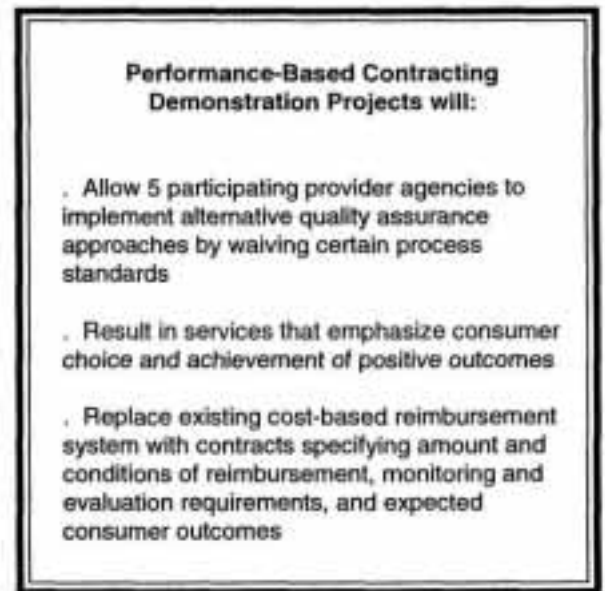 Performance-Based Contracting
Demonstration Projects will:
. Allow 5 participating provider agencies to
implement alternative quality assurance
approaches by waiving certain process
standards
. Result in services that emphasize consumer
choice and achievement of positive outcomes
. Replace existing cost-based reimbursement
system with contracts specifying amount and
conditions of reimbursement, monitoring and
evaluation requirements, and expected
consumer outcomes